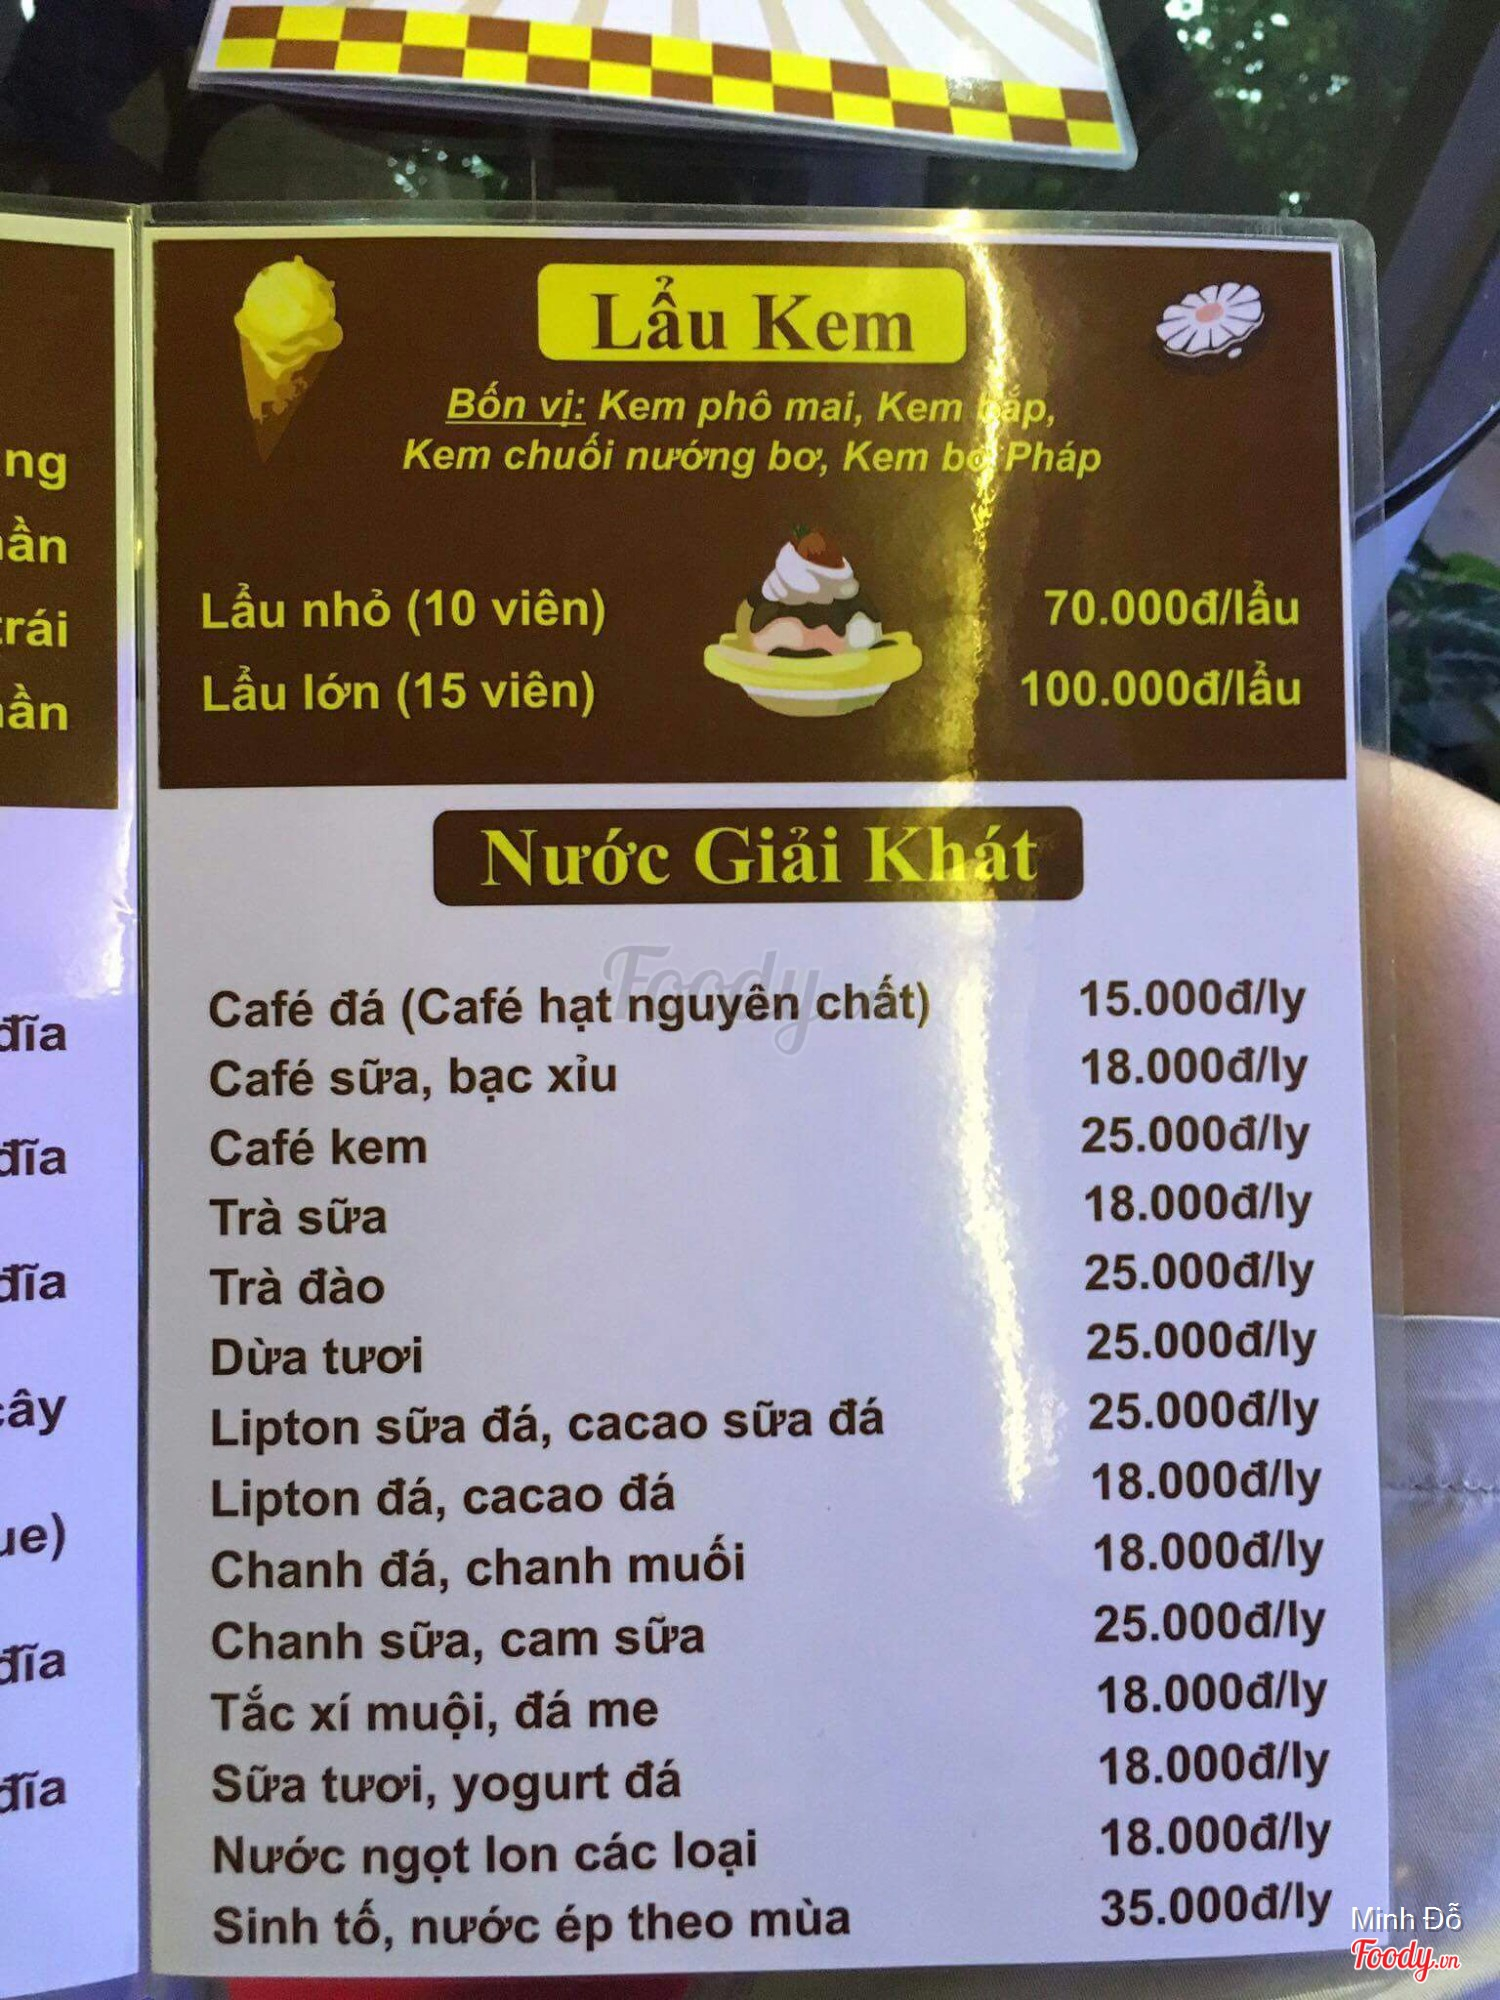 Lẩu Kem
Bốn vị: Kem phô mai, Kem bắp,
Kem chuối nướng bơ, Kem bơ Pháp
Lẩu nhỏ (10 viên) 70.000đ/lẩu
Lẩu lớn (15 viên) 100.000đ/lẩu
Nước Giải Khát
Café đá (Café hạt nguyên chất) 15.000đ/ly
Café sữa, bạc xỉu 18.000đ/ly
Café kem 25.000đ/ly
Trà sữa 18.000đ/ly
Trà đào 25.000đ/ly
Dừa tươi 25.000đ/ly
Lipton sữa đá, cacao sữa đá 25.000đ/ly
Lipton đá, cacao đá 18.000đ/ly
Chanh đá, chanh muối 18.000đ/ly
Chanh sữa, cam sữa 25.000đ/ly
Tắc xí muội, đá me 18.000đ/ly
Sữa tươi, yogurt đá 18.000đ/ly
Nước ngọt lon các loại 18.000đ/ly
Sinh tố, nước ép theo mùa 35.000đ/ly
đĩa
đĩa
đĩa
đĩa
đĩa
Foody
Minh Đỗ
Foody.vn